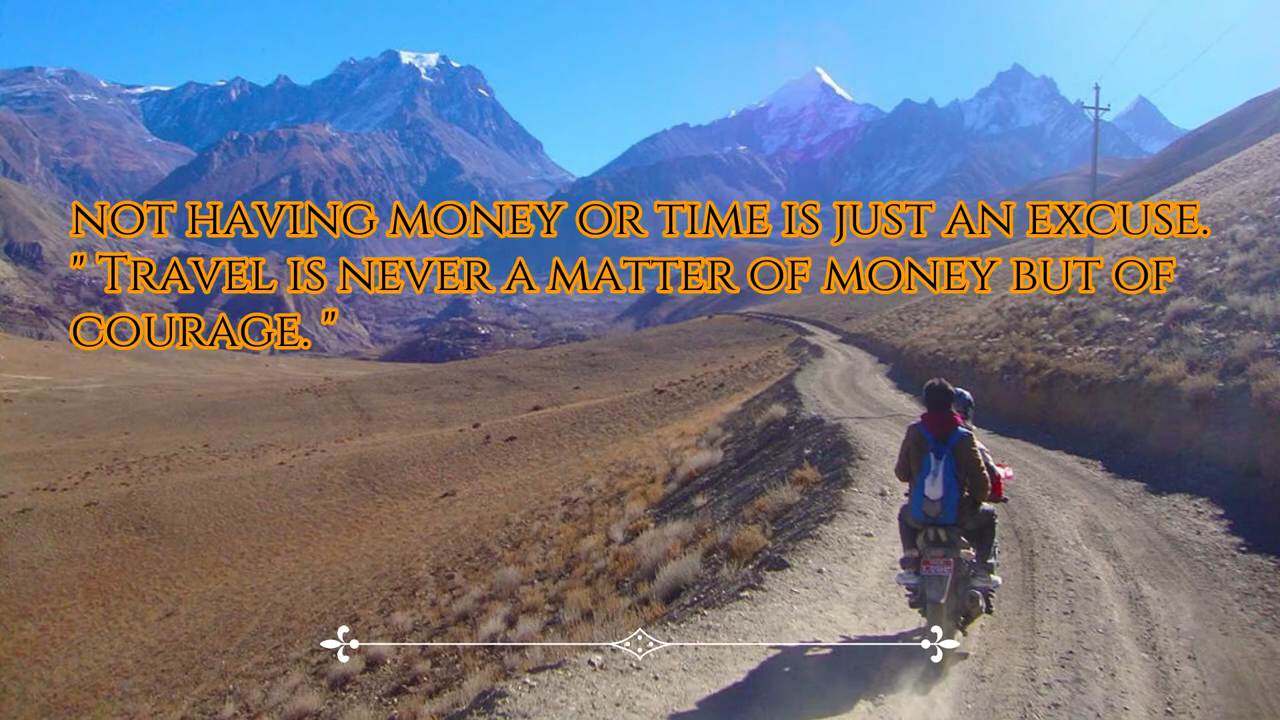 NOT HAVING MONEY OR TIME IS JUST AN EXCUSE.
" TRAVEL IS NEVER A MATTER OF MONEY BUT OF
COURAGE. "